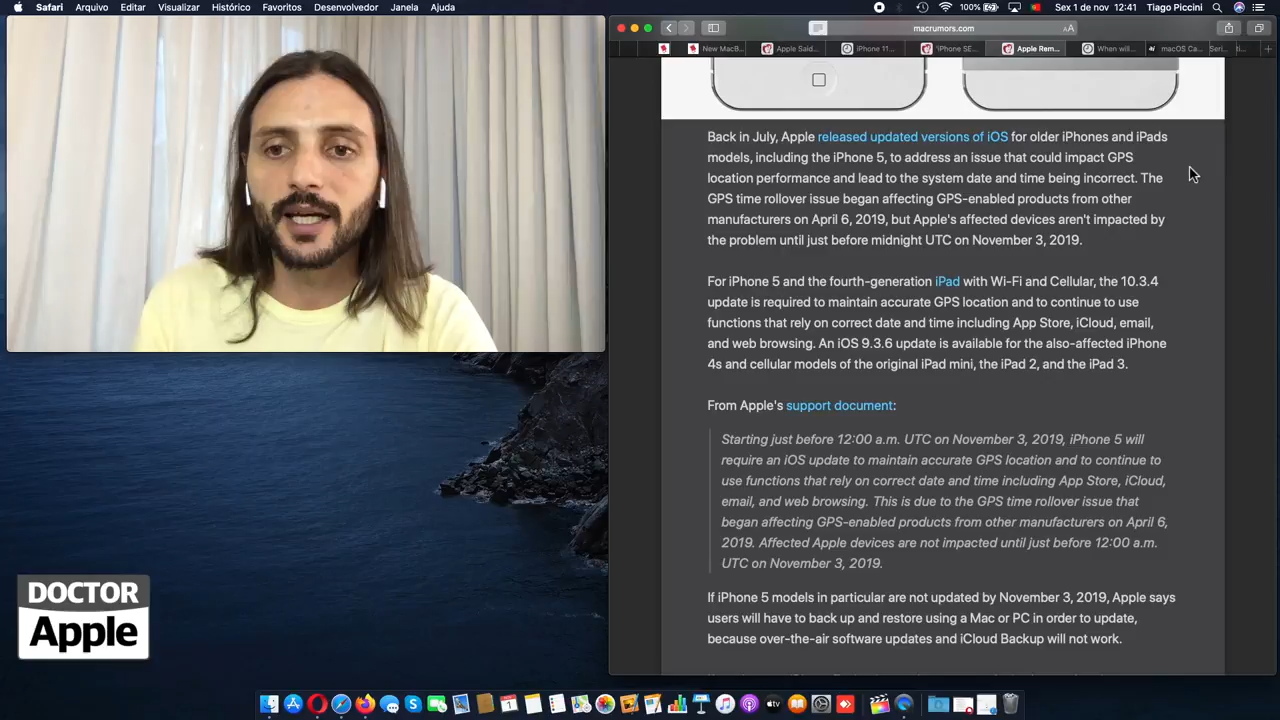 Safari Arquivo Editar Visualizar Histórico Favoritos Desenvolvedor Janela Ajuda 100% Sex 1 de nov 12:41 Tiago Piccini
macrumors.com
New MacB... Apple Said... iPhone 11... 'iPhone SE... Apple Rem... When will... macOS Ca... Seri...
Back in July, Apple released updated versions of iOS for older iPhones and iPads
models, including the iPhone 5, to address an issue that could impact GPS
location performance and lead to the system date and time being incorrect. The
GPS time rollover issue began affecting GPS-enabled products from other
manufacturers on April 6, 2019, but Apple's affected devices aren't impacted by
the problem until just before midnight UTC on November 3, 2019.
For iPhone 5 and the fourth-generation iPad with Wi-Fi and Cellular, the 10.3.4
update is required to maintain accurate GPS location and to continue to use
functions that rely on correct date and time including App Store, iCloud, email,
and web browsing. An iOS 9.3.6 update is available for the also-affected iPhone
4s and cellular models of the original iPad mini, the iPad 2, and the iPad 3.
From Apple's support document:
Starting just before 12:00 a.m. UTC on November 3, 2019, iPhone 5 will
require an iOS update to maintain accurate GPS location and to continue to
use functions that rely on correct date and time including App Store, iCloud,
email, and web browsing. This is due to the GPS time rollover issue that
began affecting GPS-enabled products from other manufacturers on April 6,
2019. Affected Apple devices are not impacted until just before 12:00 a.m.
UTC on November 3, 2019.
If iPhone 5 models in particular are not updated by November 3, 2019, Apple says
users will have to back up and restore using a Mac or PC in order to update,
because over-the-air software updates and iCloud Backup will not work.
DOCTOR
Apple